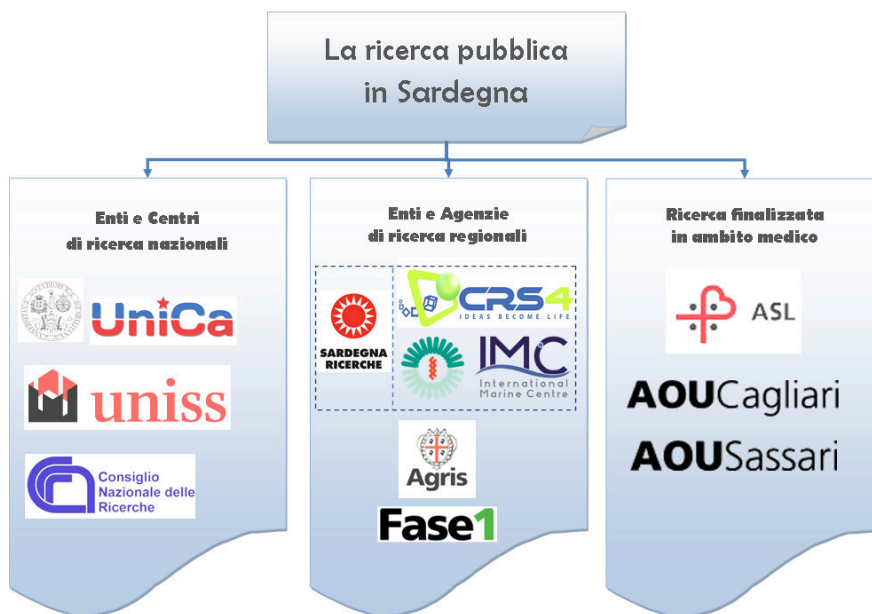 La ricerca pubblica
in Sardegna
Enti e Centri
di ricerca nazionali
UniCa
uniss
Consiglio
Nazionale delle
Ricerche
Enti e Agenzie
di ricerca regionali
SARDEGNA
RICERCHE
CRS4
IDEAS BECOME LIFE
IMC
International
Marine Centre
Agris
Fase1
Ricerca finalizzata
in ambito medico
ASL
AOUCagliari
AOUSassari